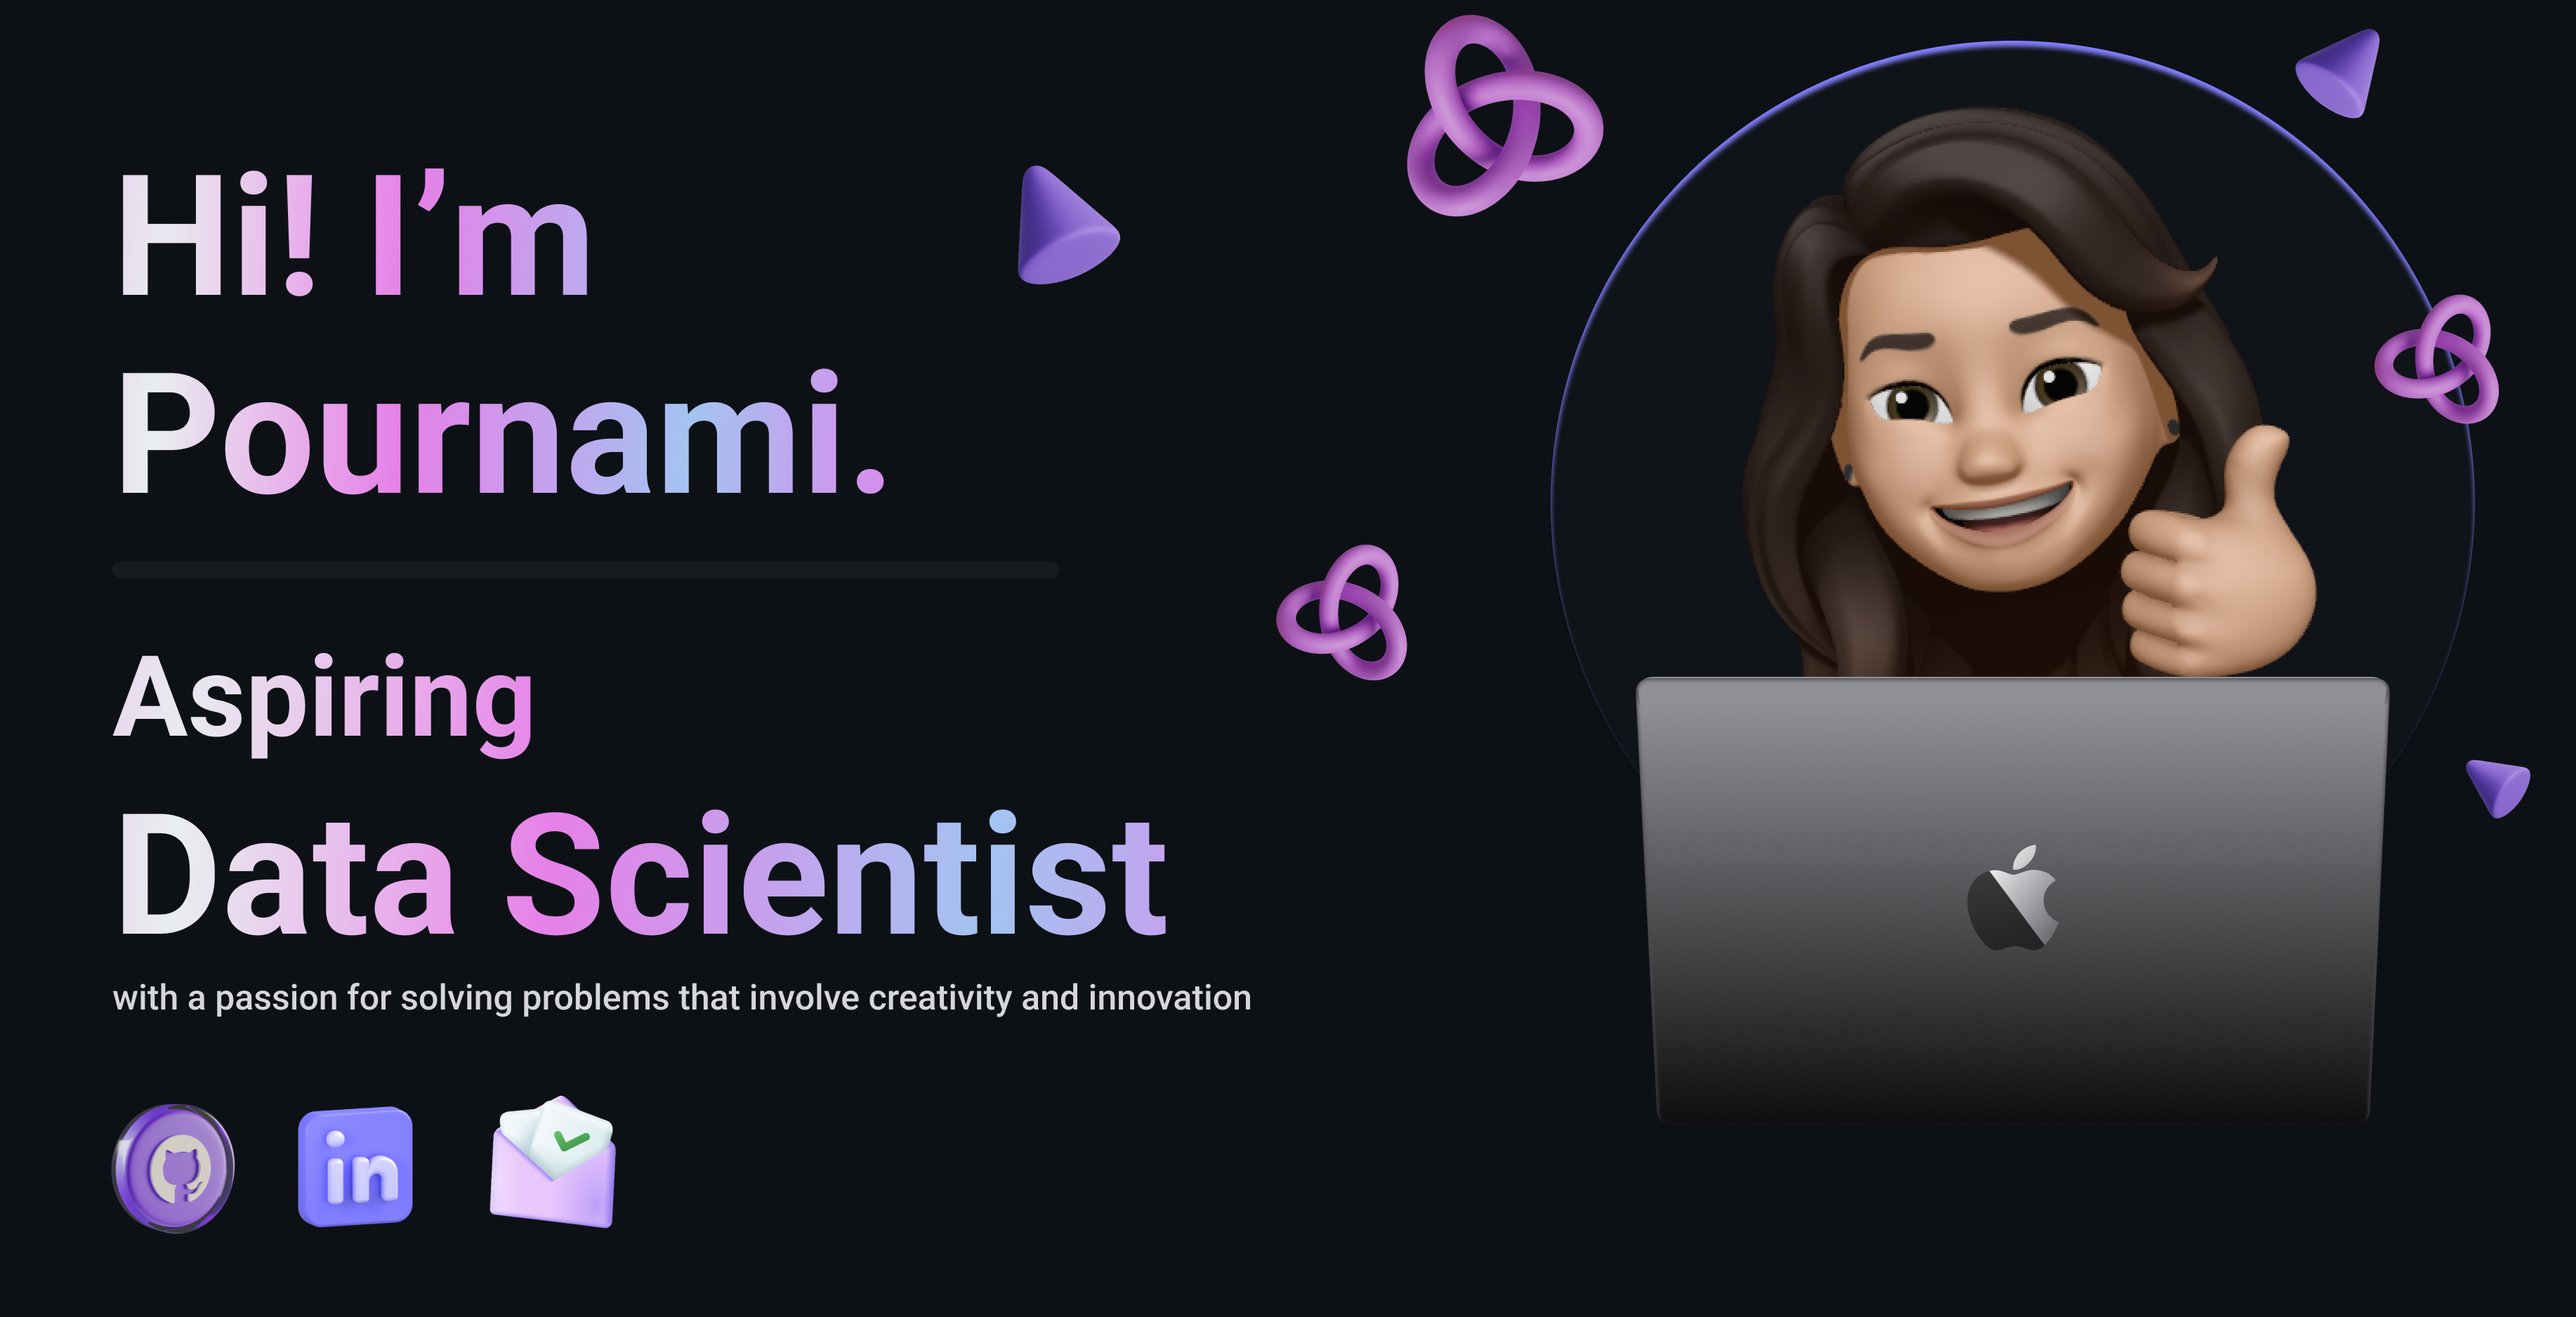 Hi! I’m
Pournami.
Aspiring
Data Scientist
with a passion for solving problems that involve creativity and innovation
in